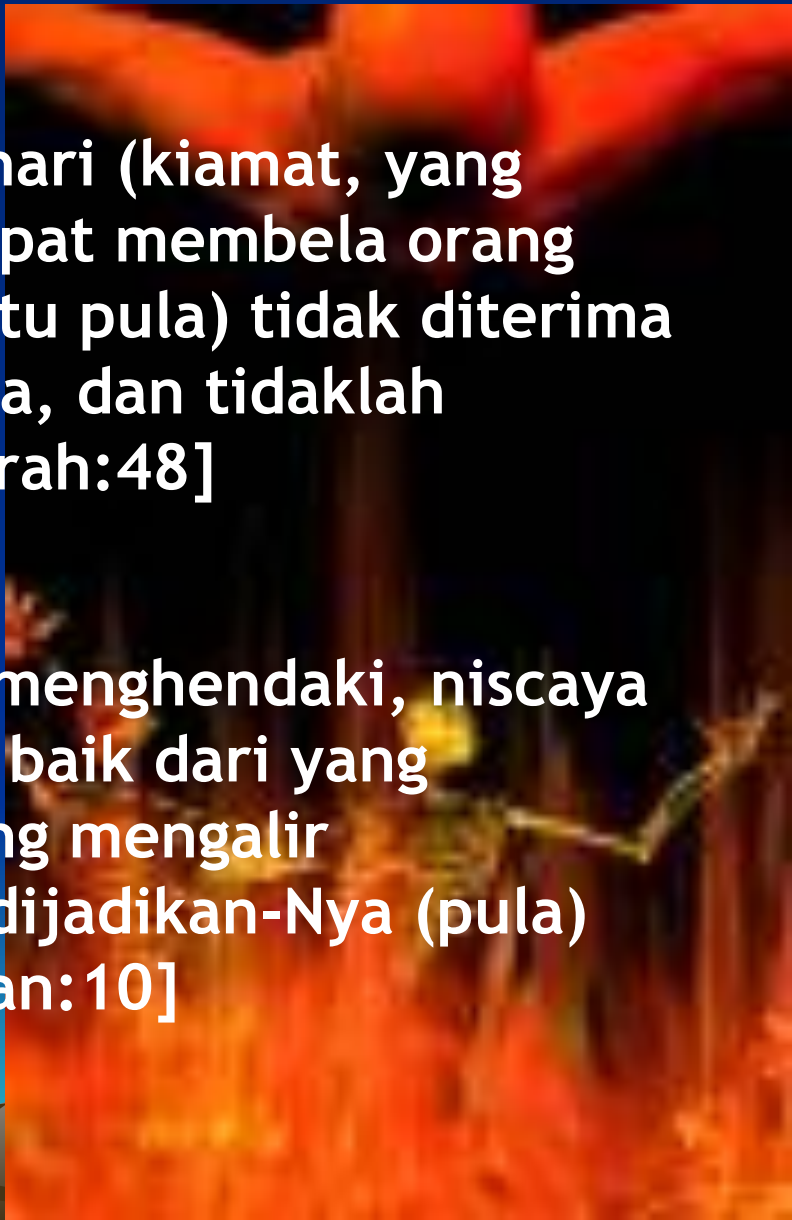 hari (kiamat, yang
pat membela orang
tu pula) tidak diterima
a, dan tidaklah
rah:48]
menghendaki, niscaya
baik dari yang
ng mengalir
dijadikan-Nya (pula)
an:10]